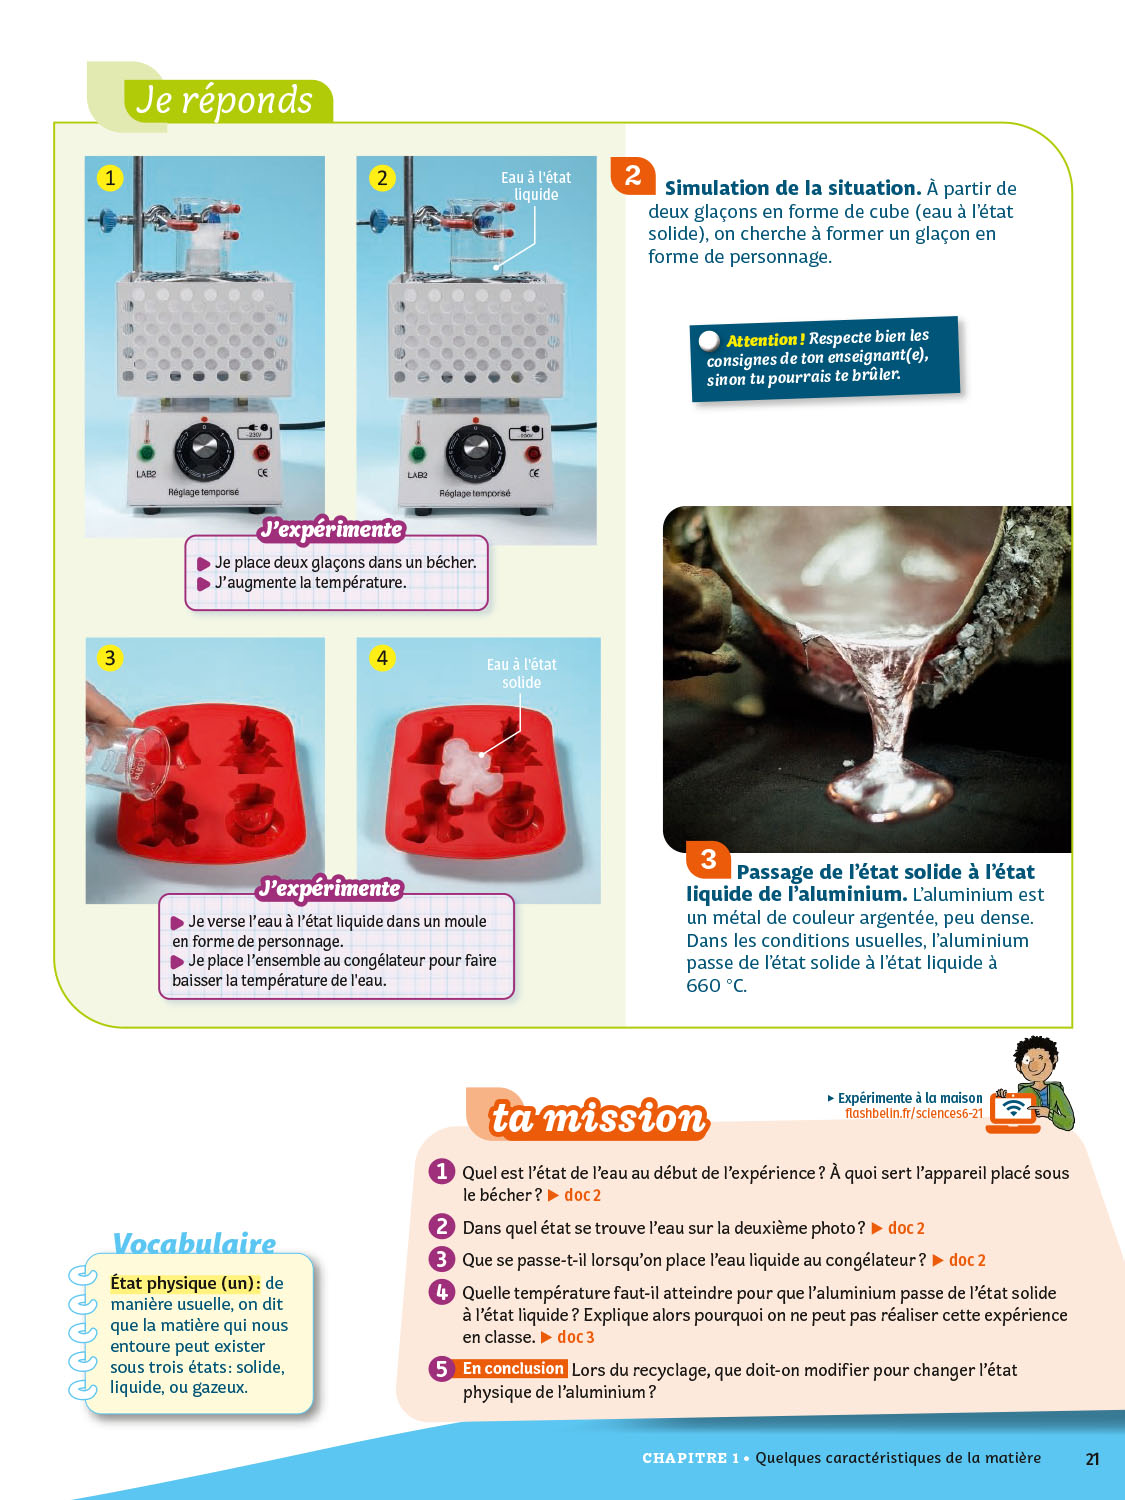 Je réponds
1
2
Eau à l'état
liquide
LAB2
Réglage temporisé
CE
~230V
LAB2
Réglage temporisé
CE
~230V
J'expérimente
Je place deux glaçons dans un bécher.
J'augmente la température.
3
4
Eau à l'état
solide
J'expérimente
Je verse l'eau à l'état liquide dans un moule
en forme de personnage.
Je place l'ensemble au congélateur pour faire
baisser la température de l'eau.
2 Simulation de la situation. À partir de
deux glaçons en forme de cube (eau à l'état
solide), on cherche à former un glaçon en
forme de personnage.
Attention ! Respecte bien les
consignes de ton enseignant(e),
sinon tu pourrais te brûler.
3 Passage de l'état solide à l'état
liquide de l'aluminium. L'aluminium est
un métal de couleur argentée, peu dense.
Dans les conditions usuelles, l'aluminium
passe de l'état solide à l'état liquide à
660 °C.
ta mission
Expérimente à la maison
flashbelin.fr/sciences6-21
1 Quel est l'état de l'eau au début de l'expérience ? À quoi sert l'appareil placé sous
le bécher ? doc 2
2 Dans quel état se trouve l'eau sur la deuxième photo ? doc 2
3 Que se passe-t-il lorsqu'on place l'eau liquide au congélateur ? doc 2
4 Quelle température faut-il atteindre pour que l'aluminium passe de l'état solide
à l'état liquide ? Explique alors pourquoi on ne peut pas réaliser cette expérience
en classe. doc 3
5 En conclusion Lors du recyclage, que doit-on modifier pour changer l'état
physique de l'aluminium ?
Vocabulaire
État physique (un) : de
manière usuelle, on dit
que la matière qui nous
entoure peut exister
sous trois états : solide,
liquide, ou gazeux.
CHAPITRE 1 • Quelques caractéristiques de la matière 21